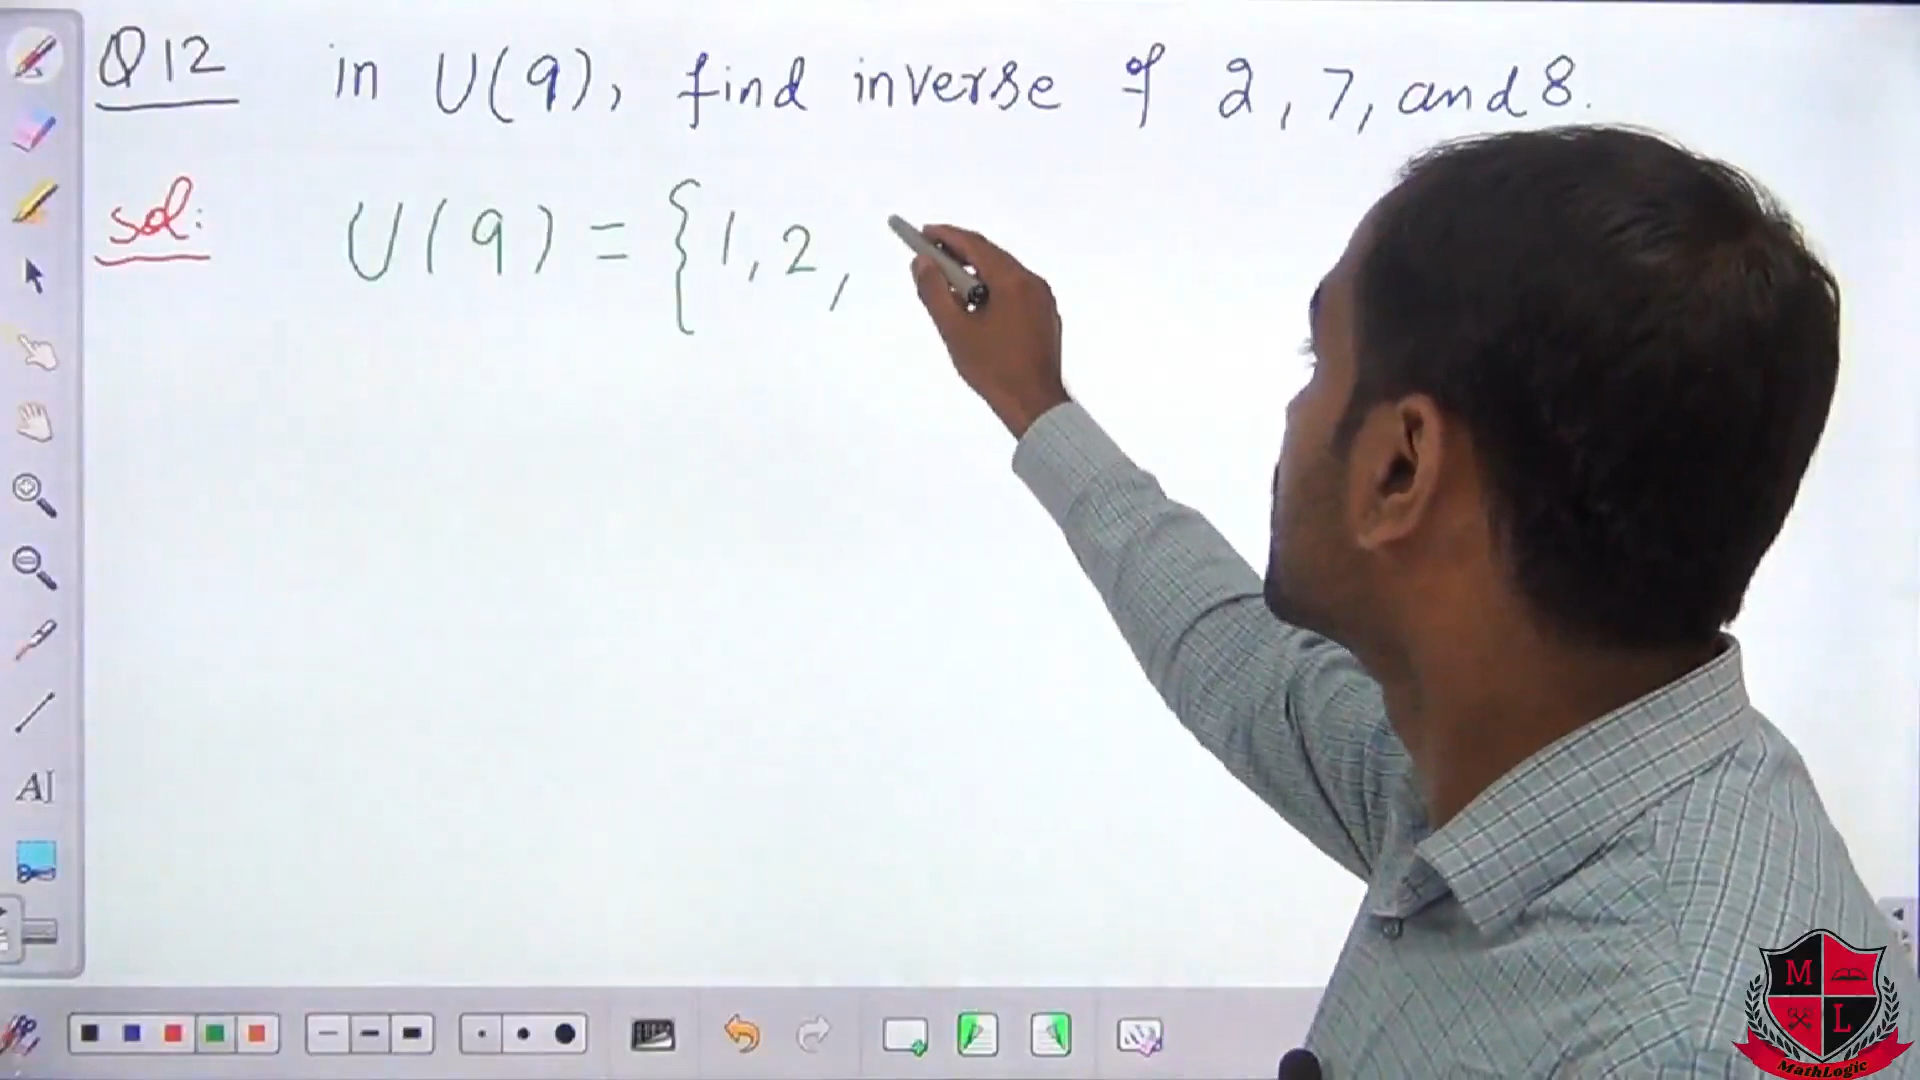 Q12 in U(9), find inverse of 2, 7, and 8.
Sol: U(9) = { 1, 2,
A
M
L
MathLogic